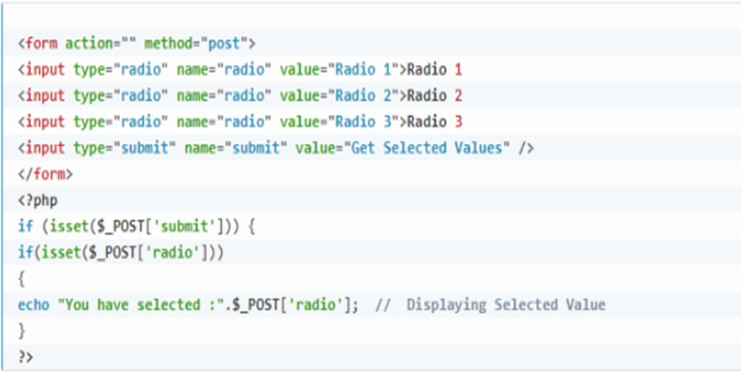 <form action="" method="post">
<input type="radio" name="radio" value="Radio 1">Radio 1
<input type="radio" name="radio" value="Radio 2">Radio 2
<input type="radio" name="radio" value="Radio 3">Radio 3
<input type="submit" name="submit" value="Get Selected Values" />
</form>
<?php
if (isset($_POST['submit'])) {
if(isset($_POST['radio']))
{
echo "You have selected :".$_POST['radio'];  //  Displaying Selected Value
}
?>